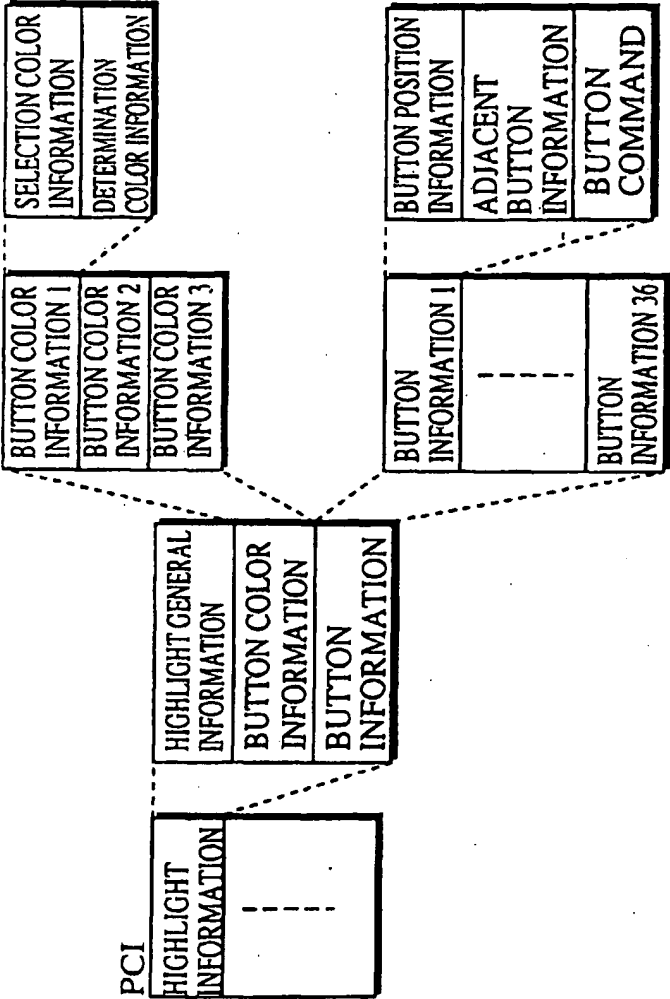 PCI
HIGHLIGHT
INFORMATION
HIGHLIGHT GENERAL
INFORMATION
BUTTON COLOR
INFORMATION
BUTTON
INFORMATION
BUTTON COLOR
INFORMATION 1
BUTTON COLOR
INFORMATION 2
BUTTON COLOR
INFORMATION 3
SELECTION COLOR
INFORMATION
DETERMINATION
COLOR INFORMATION
BUTTON
INFORMATION 1
BUTTON
INFORMATION 36
BUTTON POSITION
INFORMATION
ADJACENT
BUTTON
INFORMATION
BUTTON
COMMAND